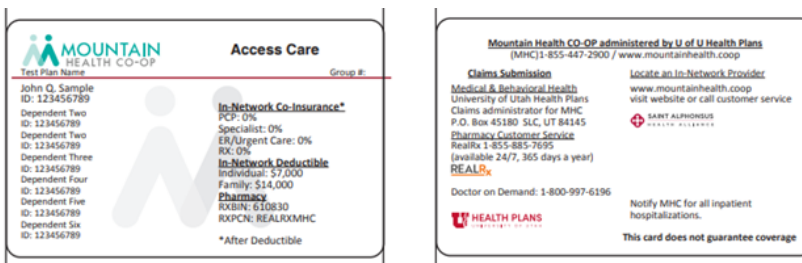 MOUNTAIN
HEALTH CO-OP
Access Care
Test Plan Name
Group #:
John Q. Sample
ID: 123456789
Dependent Two
ID: 123456789
Dependent Two
ID: 123456789
Dependent Three
ID: 123456789
Dependent Four
ID: 123456789
Dependent Five
ID: 123456789
Dependent Six
ID: 123456789
In-Network Co-Insurance*
PCP: 0%
Specialist: 0%
ER/Urgent Care: 0%
RX: 0%
In-Network Deductible
Individual: $7,000
Family: $14,000
Pharmacy
RXBIN: 610830
RXPCN: REALRXMHC
*After Deductible
Mountain Health CO-OP administered by U of U Health Plans
(MHC)1-855-447-2900 / www.mountainhealth.coop
Claims Submission
Medical & Behavioral Health
University of Utah Health Plans
Claims administrator for MHC
P.O. Box 45180 SLC, UT 84145
Pharmacy Customer Service
RealRx 1-855-885-7695
(available 24/7, 365 days a year)
REALRx
Doctor on Demand: 1-800-997-6196
U HEALTH PLANS
UNIVERSITY OF UTAH
Locate an In-Network Provider
www.mountainhealth.coop
visit website or call customer service
SAINT ALPHONSUS
HEALTH ALLIANCE
Notify MHC for all inpatient
hospitalizations.
This card does not guarantee coverage